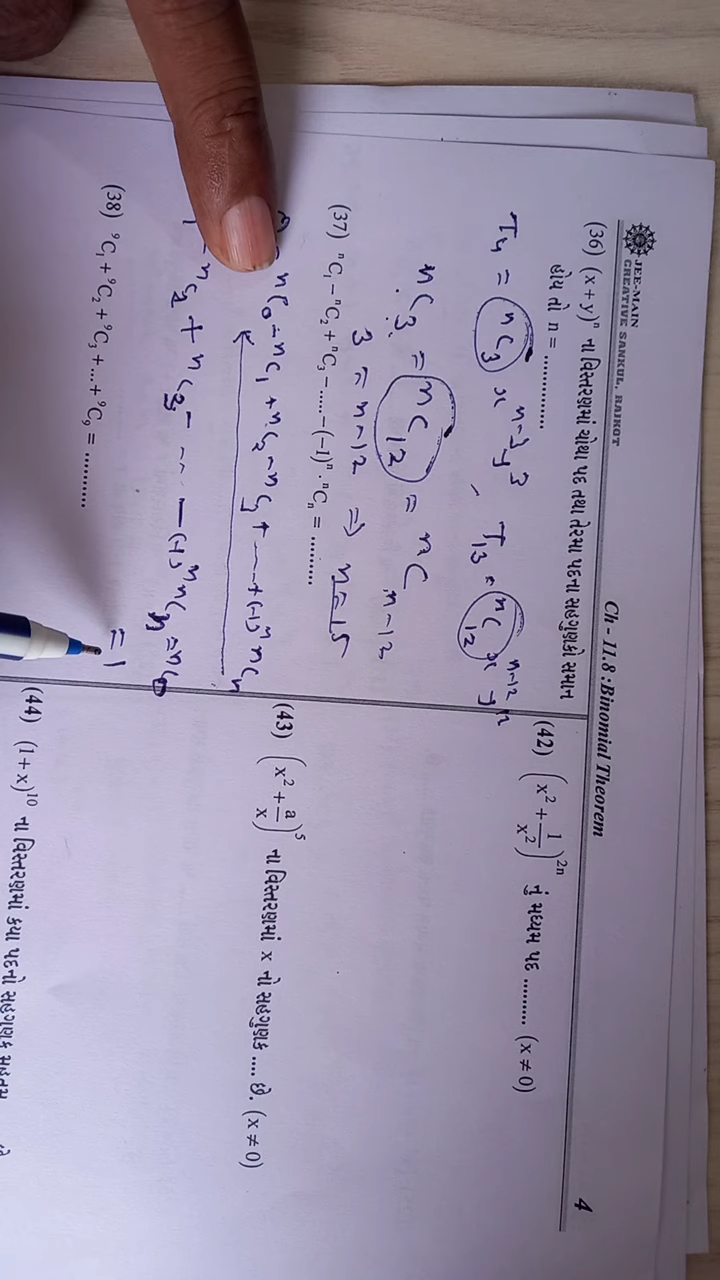 JEE-MAIN
CREATIVE SANKUL, RAJKOT
Ch - 11.8 : Binomial Theorem
4
(36) (x + y)ⁿ ના વિસ્તરણમાં ચોથા પદ તથા તેરમા પદના સહગુણકો સમાન
હોય તો n = ...............
T₄ = ⁿC₃ xⁿ⁻³y³, T₁₃ = ⁿC₁₂ xⁿ⁻¹² y¹²
ⁿC₃ = ⁿC₁₂ = ⁿCₙ₋₁₂
3 = n-12 ⇒ n=15
(37) ⁿC₁ – ⁿC₂ + ⁿC₃ – ..... – (–1)ⁿ · ⁿCₙ = ..........
ⁿC₀ - ⁿC₁ + ⁿC₂ - ⁿC₃ + ---- + (-1)ⁿ ⁿCₙ
- ⁿC₂ + ⁿC₃ - ---- - (-1)ⁿ ⁿCₙ = ⁿC₀
= 1
(38) ⁹C₁ + ⁹C₂ + ⁹C₃ + ... + ⁹C₉ = ...........
(42) (x² + 1/x²)²ⁿ નું મધ્યમ પદ ......... (x ≠ 0)
(43) (x² + a/x)⁵ ના વિસ્તરણમાં x નો સહગુણક .... છે. (x ≠ 0)
(44) (1 + x)¹⁰ ના વિસ્તરણમાં કયા પદનો સહગુણક